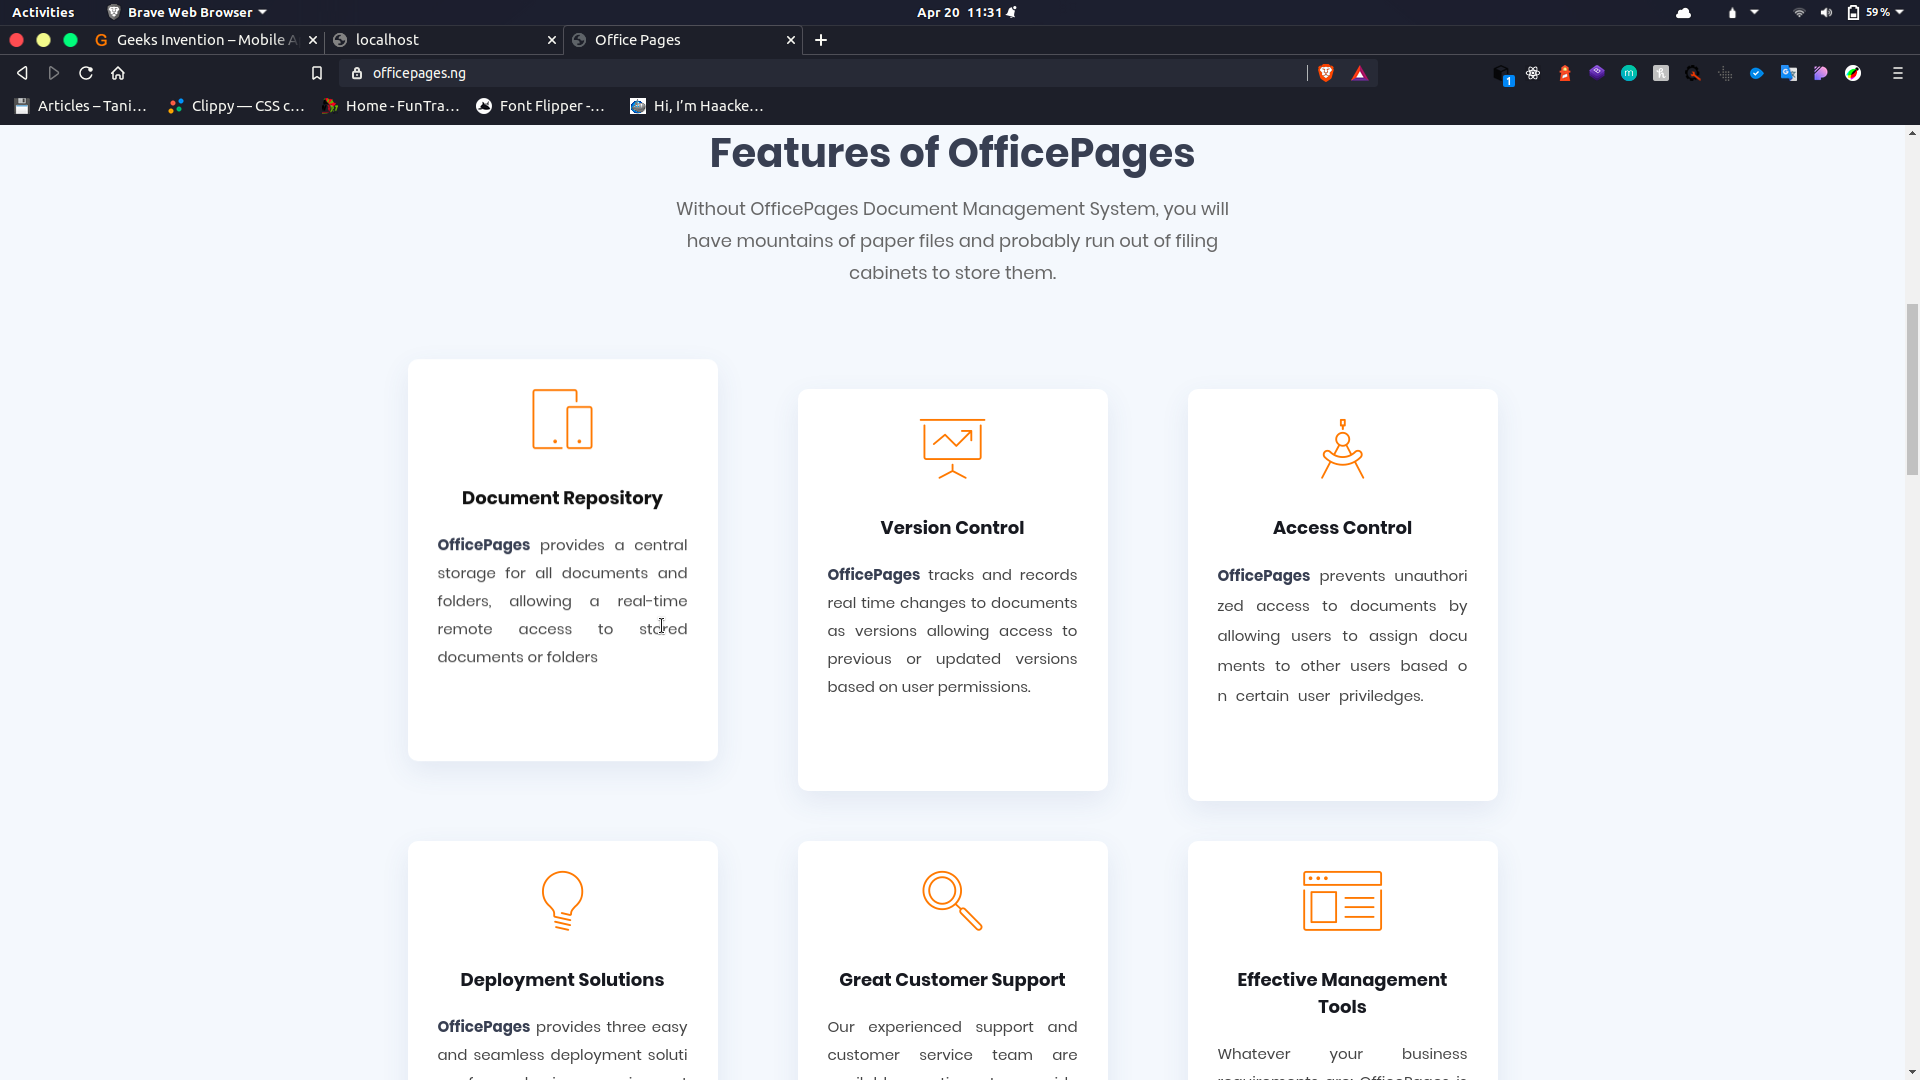 Activities
Brave Web Browser
Apr 20 11:31
59 %
Geeks Invention – Mobile A
localhost
Office Pages
officepages.ng
1
Articles – Tani...
Clippy — CSS c...
Home - FunTra...
Font Flipper -...
Hi, I'm Haacke...
Features of OfficePages
Without OfficePages Document Management System, you will
have mountains of paper files and probably run out of filing
cabinets to store them.
Document Repository
OfficePages provides a central
storage for all documents and
folders, allowing a real-time
remote access to stored
documents or folders
Version Control
OfficePages tracks and records
real time changes to documents
as versions allowing access to
previous or updated versions
based on user permissions.
Access Control
OfficePages prevents unauthori
zed access to documents by
allowing users to assign docu
ments to other users based o
n certain user priviledges.
Deployment Solutions
OfficePages provides three easy
and seamless deployment soluti
Great Customer Support
Our experienced support and
customer service team are
Effective Management
Tools
Whatever your business